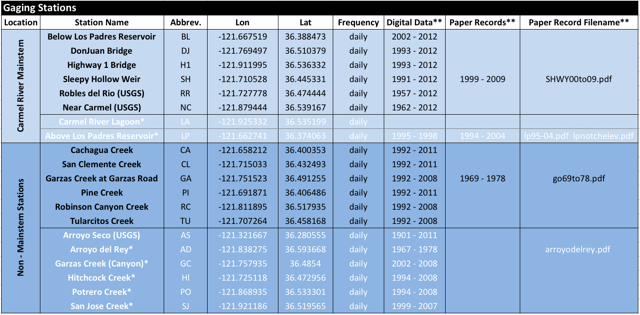 Gaging Stations
Location Station Name Abbrev. Lon Lat Frequency Digital Data** Paper Records** Paper Record Filename**
Carmel River Mainstem
Below Los Padres Reservoir BL -121.667519 36.388473 daily 2002 - 2012
DonJuan Bridge DJ -121.769497 36.510379 daily 1993 - 2012
Highway 1 Bridge H1 -121.911995 36.536332 daily 1993 - 2012
Sleepy Hollow Weir SH -121.710528 36.445331 daily 1991 - 2012 1999 - 2009 SHWY00to09.pdf
Robles del Rio (USGS) RR -121.727778 36.474444 daily 1957 - 2012
Near Carmel (USGS) NC -121.879444 36.539167 daily 1962 - 2012
Carmel River Lagoon* LA -121.925332 36.535199 daily
Above Los Padres Reservoir* LP -121.662741 36.374063 daily 1995 - 1998 1994 - 2004 lp95-04.pdf lpnotchelev.pdf
Non - Mainstem Stations
Cachagua Creek CA -121.658212 36.400353 daily 1992 - 2011
San Clemente Creek CL -121.715033 36.432493 daily 1992 - 2011
Garzas Creek at Garzas Road GA -121.751523 36.491255 daily 1992 - 2008 1969 - 1978 go69to78.pdf
Pine Creek PI -121.691871 36.406486 daily 1992 - 2011
Robinson Canyon Creek RC -121.811895 36.517935 daily 1992 - 2008
Tularcitos Creek TU -121.707264 36.458168 daily 1992 - 2008
Arroyo Seco (USGS) AS -121.321667 36.280555 daily 1901 - 2011
Arroyo del Rey* AD -121.838275 36.593668 daily 1967 - 1978 arroyodelrey.pdf
Garzas Creek (Canyon)* GC -121.757935 36.4854 daily 2002 - 2008
Hitchcock Creek* HI -121.725118 36.472956 daily 1994 - 2008
Potrero Creek* PO -121.868935 36.533301 daily 1994 - 2008
San Jose Creek* SJ -121.921186 36.519565 daily 1999 - 2007